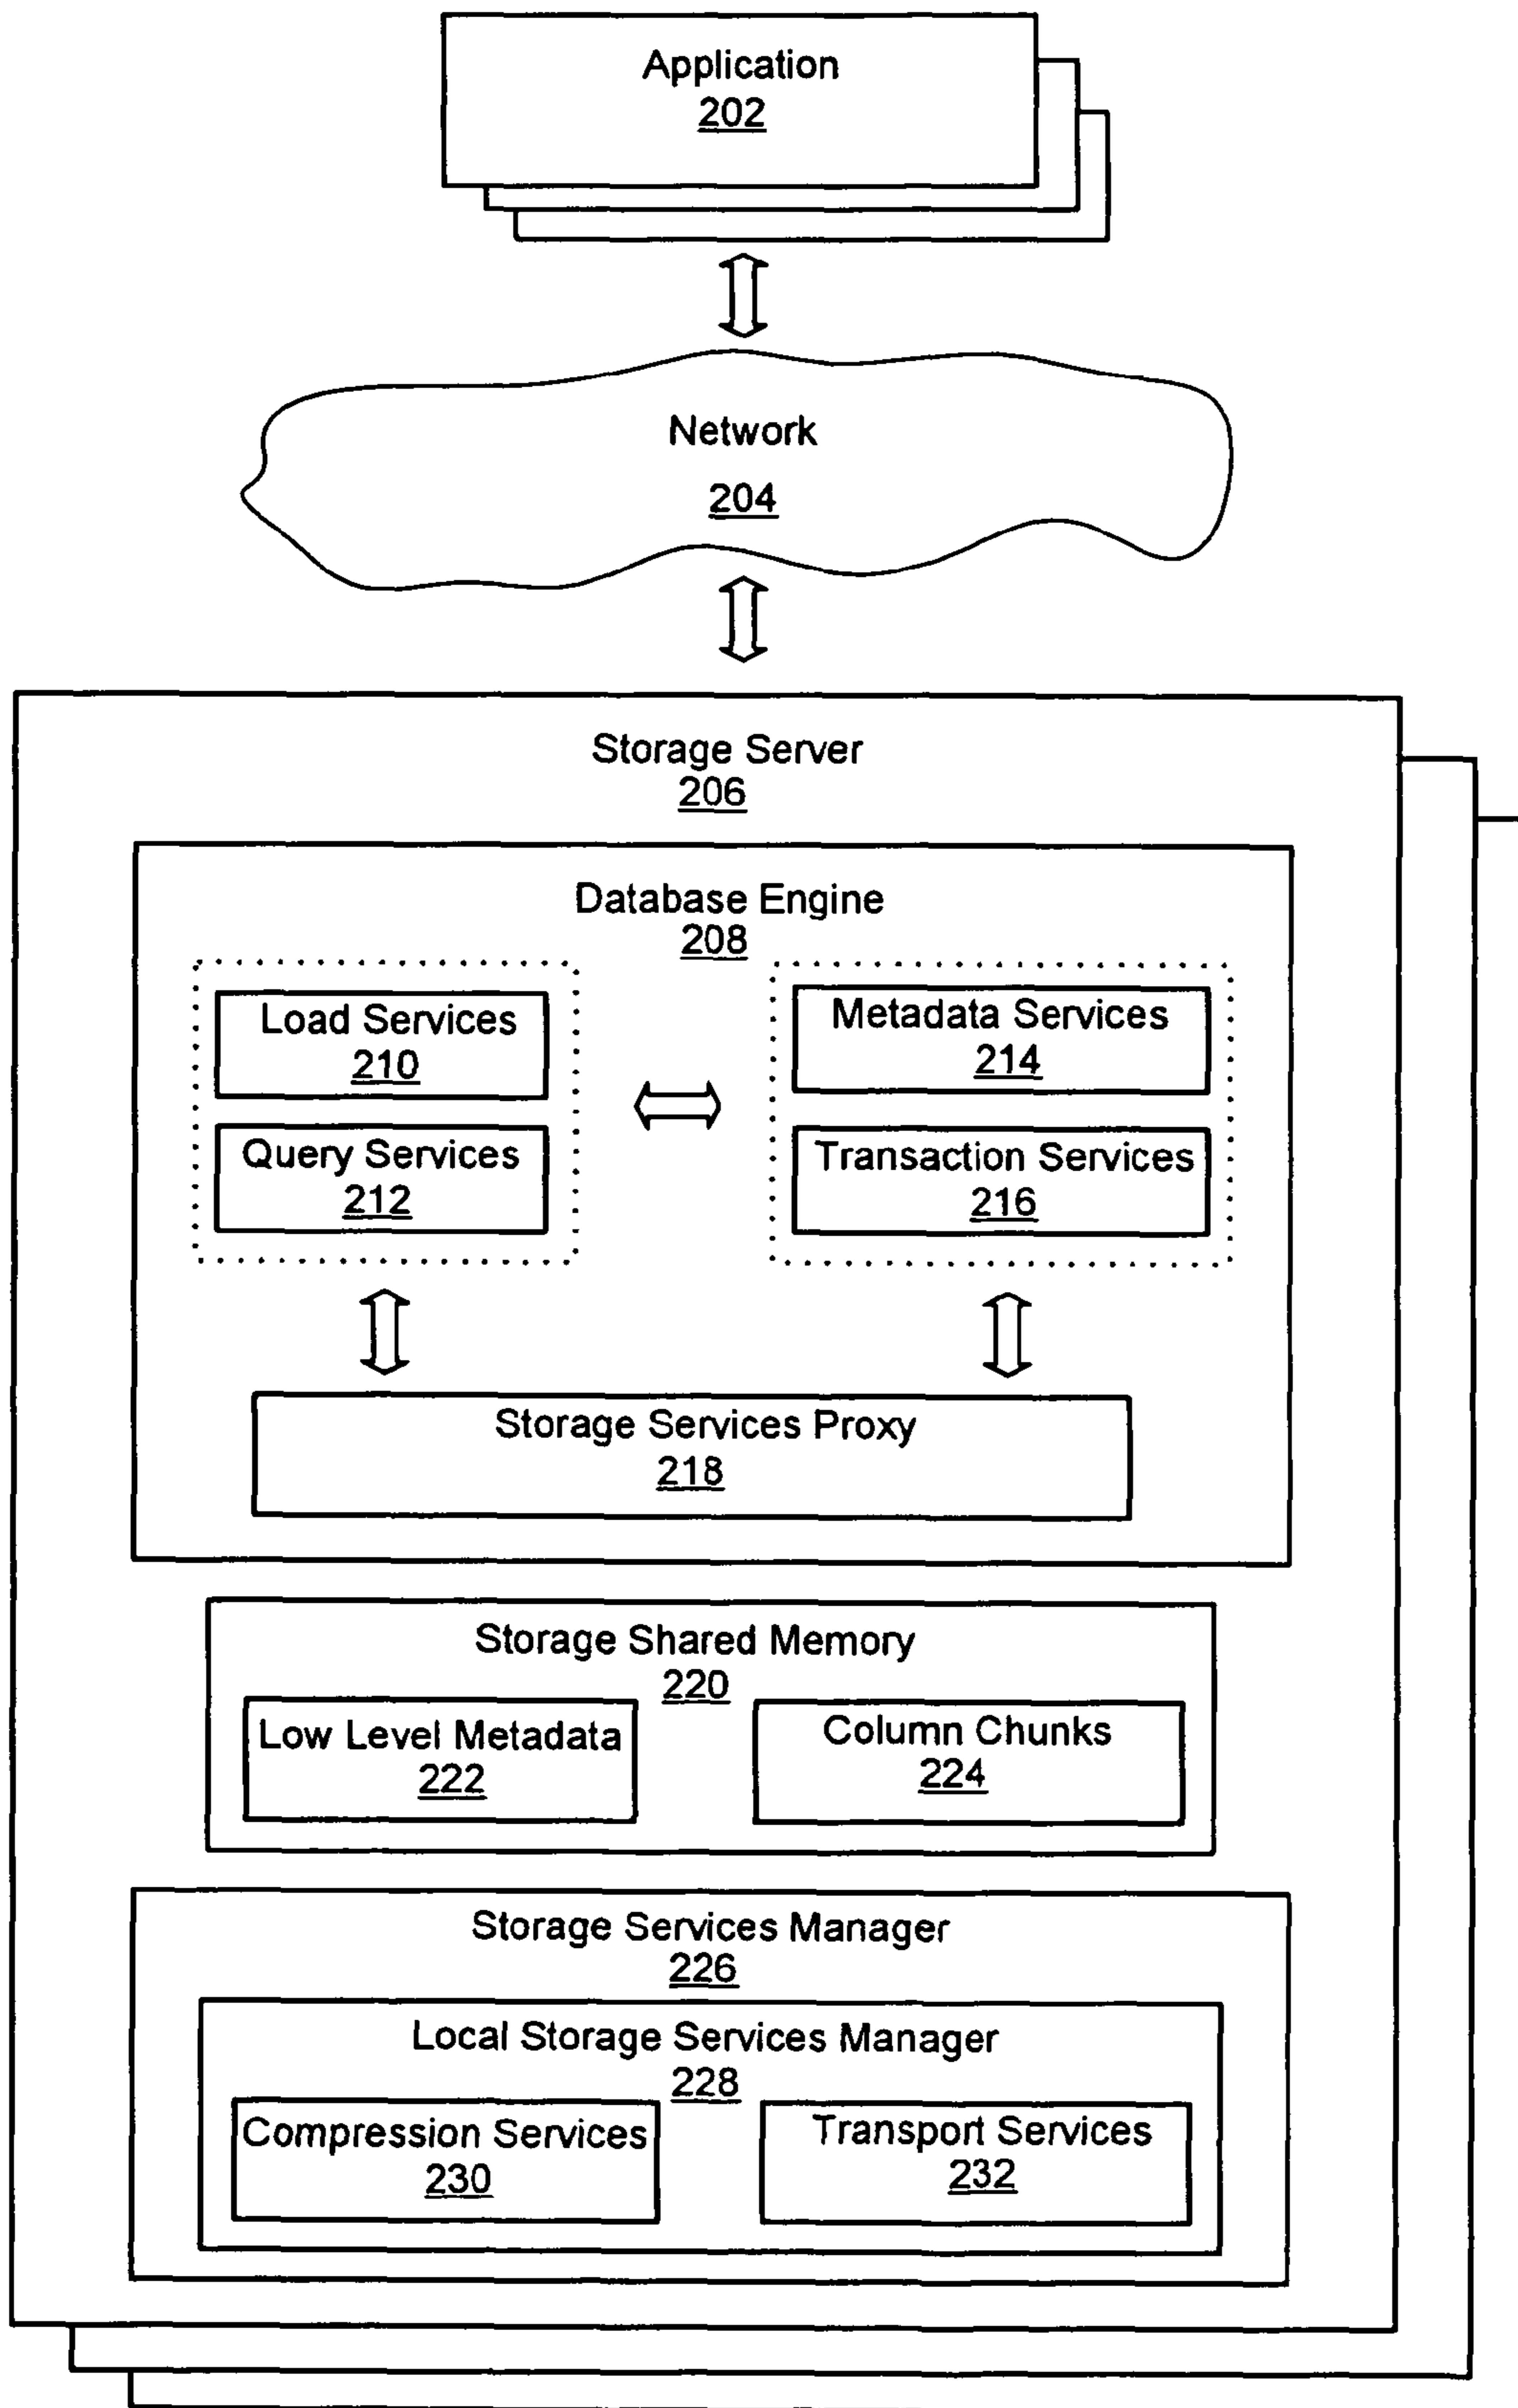 Application
202
Network
204
Storage Server
206
Database Engine
208
Load Services
210
Query Services
212
Metadata Services
214
Transaction Services
216
Storage Services Proxy
218
Storage Shared Memory
220
Low Level Metadata
222
Column Chunks
224
Storage Services Manager
226
Local Storage Services Manager
228
Compression Services
230
Transport Services
232